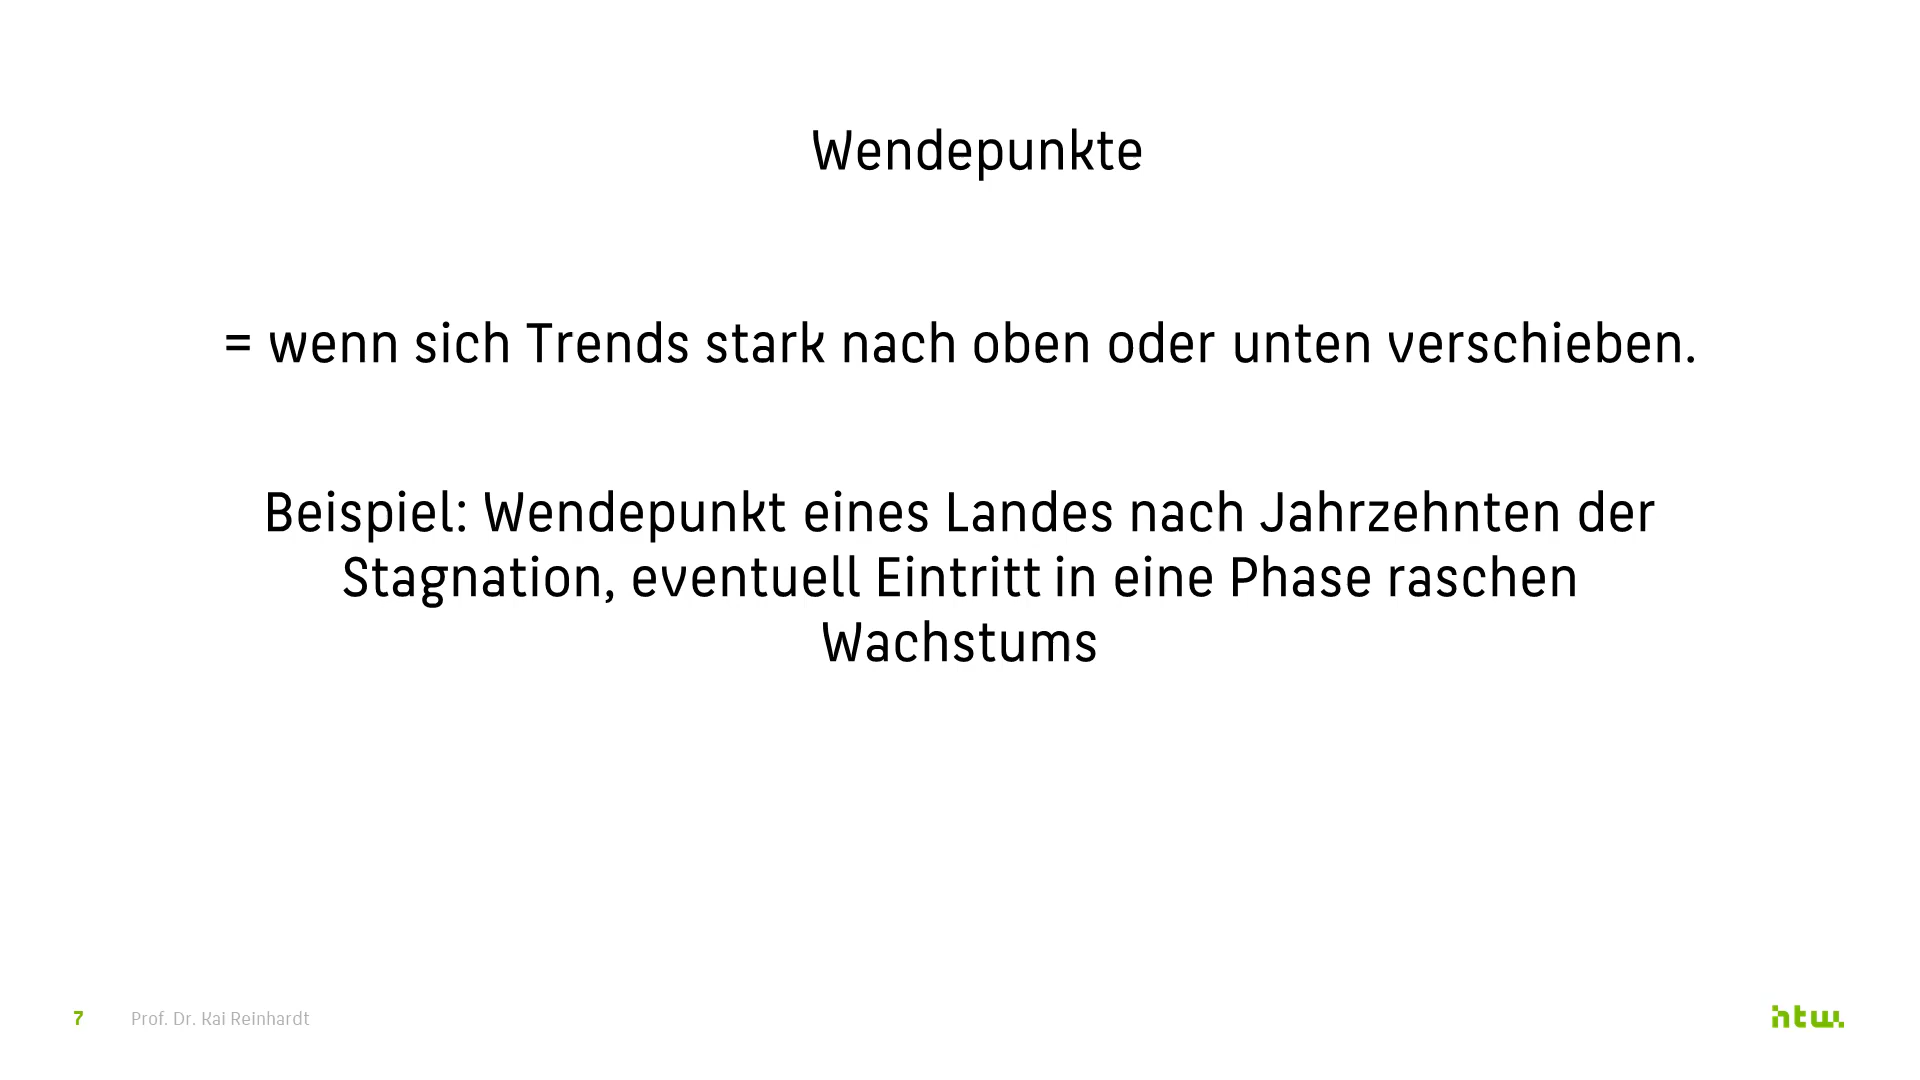 Wendepunkte
= wenn sich Trends stark nach oben oder unten verschieben.
Beispiel: Wendepunkt eines Landes nach Jahrzehnten der
Stagnation, eventuell Eintritt in eine Phase raschen
Wachstums
7 Prof. Dr. Kai Reinhardt
htw.